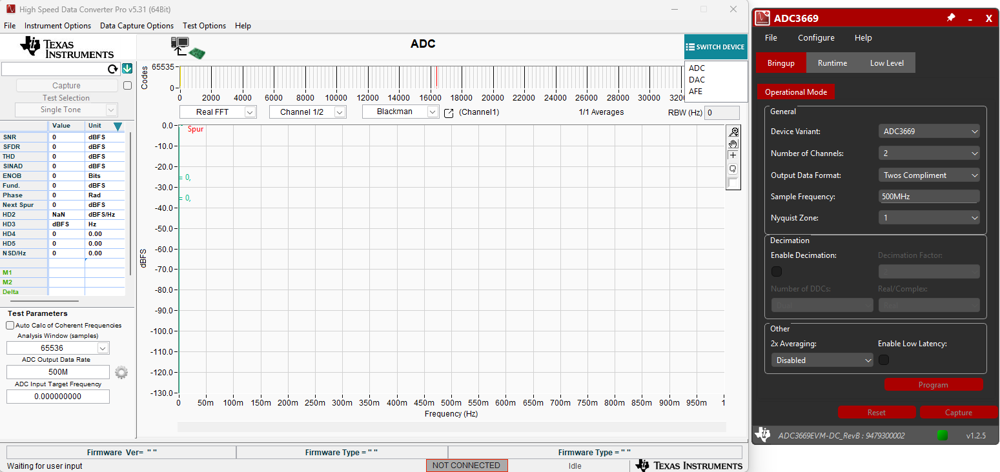 High Speed Data Converter Pro v5.31 (64Bit)
File Instrument Options Data Capture Options Test Options Help
TEXAS INSTRUMENTS
ADC
SWITCH DEVICE
ADC
DAC
AFE
Capture
Test Selection
Single Tone
Codes
65535
0
0 2000 4000 6000 8000 10000 12000 14000 16000 18000 20000 22000 24000 26000 28000 30000 320
Real FFT Channel 1/2 Blackman (Channel1) 1/1 Averages RBW (Hz) 0
Value Unit
SNR 0 dBFS
SFDR 0 dBFS
THD 0 dBFS
SINAD 0 dBFS
ENOB 0 Bits
Fund. 0 dBFS
Phase 0 Rad
Next Spur 0 dBFS
HD2 NaN dBFS/Hz
HD3 dBFS Hz
HD4 0 0.00
HD5 0 0.00
NSD/Hz 0 0.00
M1
M2
Delta
Test Parameters
Auto Calc of Coherent Frequencies
Analysis Window (samples)
65536
ADC Output Data Rate
500M
ADC Input Target Frequency
0.000000000
dBFS
0.0
-10.0
-20.0
-30.0
-40.0
-50.0
-60.0
-70.0
-80.0
-90.0
-100.0
-110.0
-120.0
-130.0
Spur
= 0,
= 0,
0 50m 100m 150m 200m 250m 300m 350m 400m 450m 500m 550m 600m 650m 700m 750m 800m 850m 900m 950m 1
Frequency (Hz)
Firmware Ver= " " Firmware Type = " " Firmware Type = " "
Waiting for user input NOT CONNECTED Idle TEXAS INSTRUMENTS
ADC3669
File Configure Help
Bringup Runtime Low Level
Operational Mode
General
Device Variant: ADC3669
Number of Channels: 2
Output Data Format: Twos Compliment
Sample Frequency: 500MHz
Nyquist Zone: 1
Decimation
Enable Decimation: Decimation Factor:
Number of DDCs: Real/Complex:
Dual Real
Other
2x Averaging: Enable Low Latency:
Disabled
Program
Reset Capture
ADC3669EVM-DC_RevB : 9479300002 v1.2.5